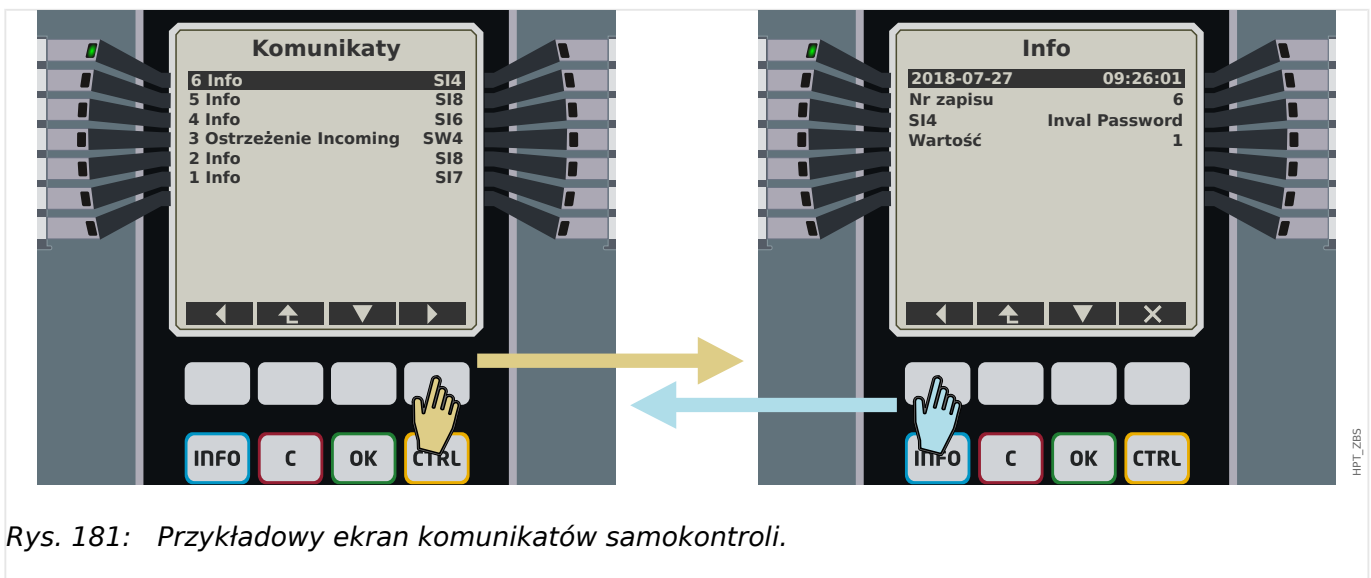 Komunikaty
6 Info SI4
5 Info SI8
4 Info SI6
3 Ostrzeżenie Incoming SW4
2 Info SI8
1 Info SI7
INFO C OK CTRL
Info
2018-07-27 09:26:01
Nr zapisu 6
SI4 Inval Password
Wartość 1
INFO C OK CTRL
HPT_ZBS
Rys. 181: Przykładowy ekran komunikatów samokontroli.